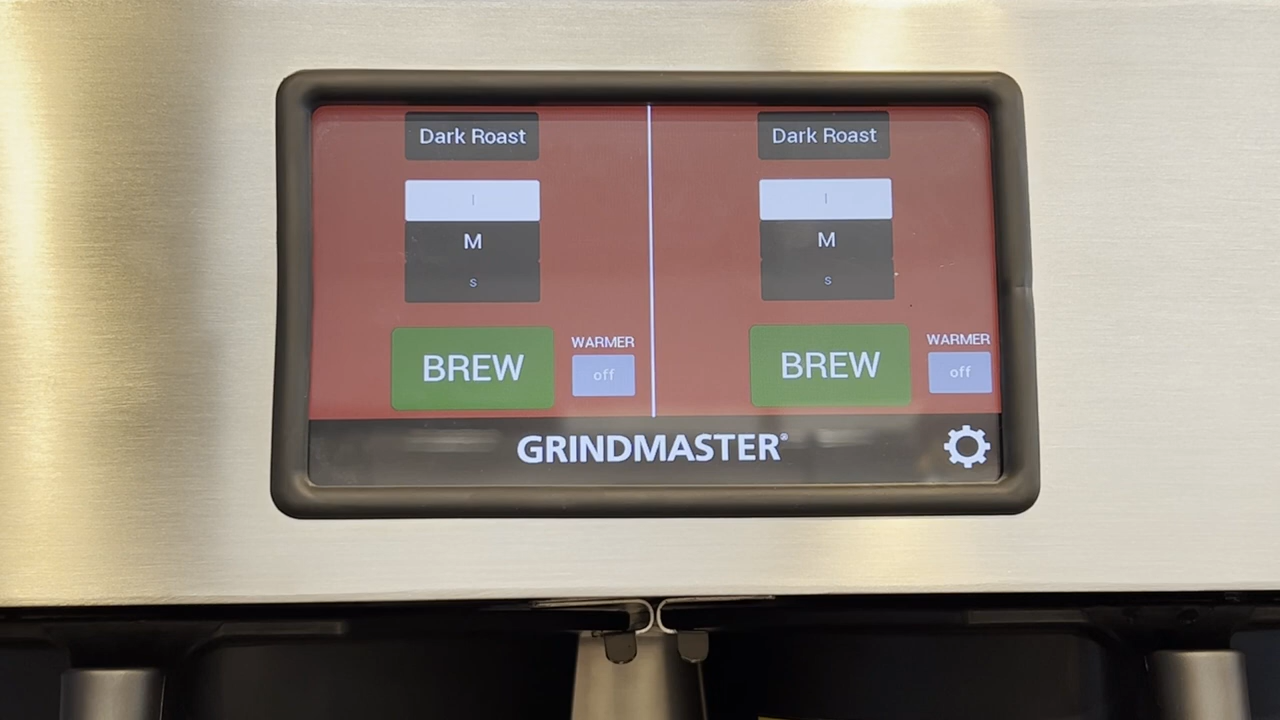 Dark Roast
l
M
s
BREW
WARMER
off
Dark Roast
l
M
s
BREW
WARMER
off
GRINDMASTER®